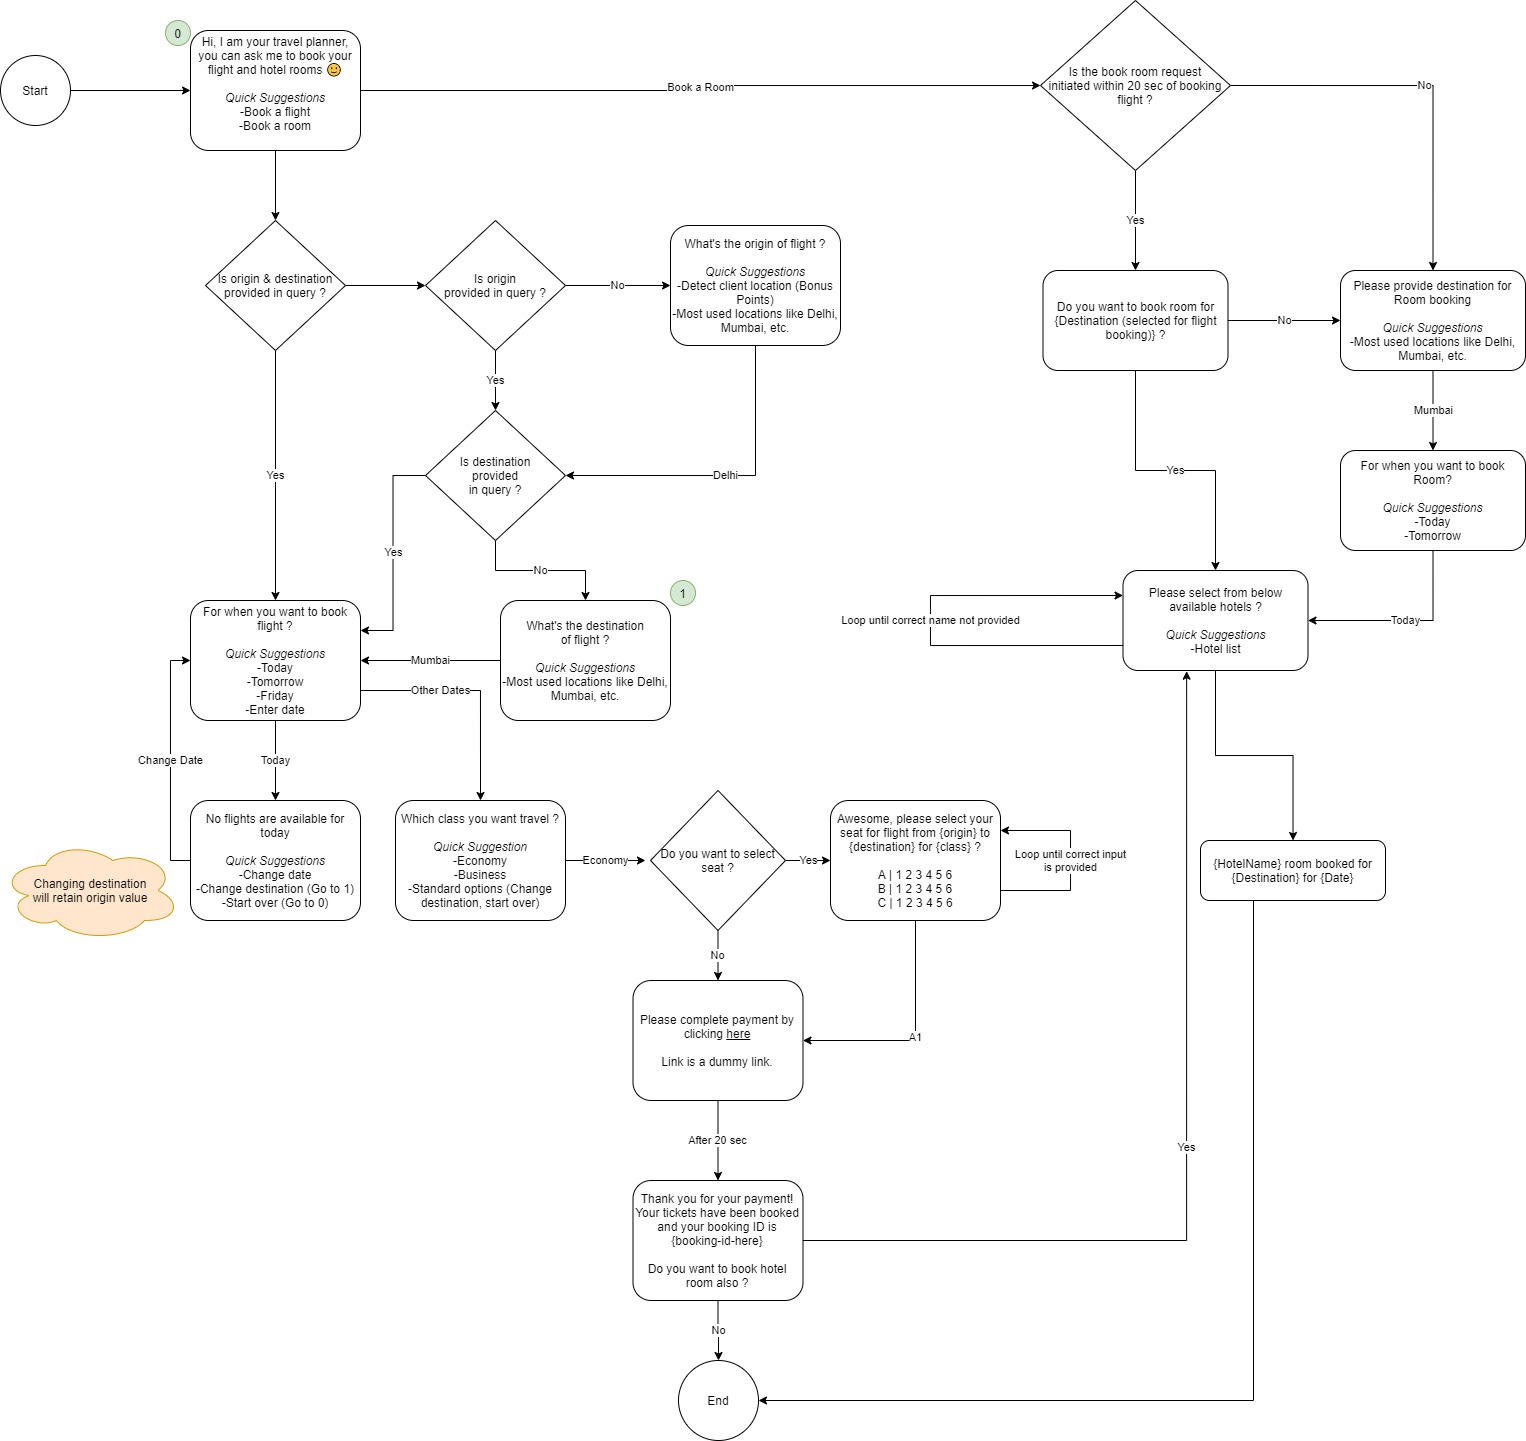 0
Hi, I am your travel planner,
you can ask me to book your
flight and hotel rooms 🙂
Quick Suggestions
-Book a flight
-Book a room
Start
Book a Room
Is the book room request
initiated within 20 sec of booking
flight ?
No
Yes
Is origin & destination
provided in query ?
Is origin
provided in query ?
No
What's the origin of flight ?
Quick Suggestions
-Detect client location (Bonus
Points)
-Most used locations like Delhi,
Mumbai, etc.
Do you want to book room for
{Destination (selected for flight
booking)} ?
No
Please provide destination for
Room booking
Quick Suggestions
-Most used locations like Delhi,
Mumbai, etc.
Yes
Mumbai
Is destination
provided
in query ?
Delhi
Yes
Yes
Yes
No
For when you want to book
Room?
Quick Suggestions
-Today
-Tomorrow
For when you want to book
flight ?
Quick Suggestions
-Today
-Tomorrow
-Friday
-Enter date
1
What's the destination
of flight ?
Quick Suggestions
-Most used locations like Delhi,
Mumbai, etc.
Mumbai
Other Dates
Loop until correct name not provided
Please select from below
available hotels ?
Quick Suggestions
-Hotel list
Today
Change Date
Today
No flights are available for
today
Quick Suggestions
-Change date
-Change destination (Go to 1)
-Start over (Go to 0)
Changing destination
will retain origin value
Which class you want travel ?
Quick Suggestion
-Economy
-Business
-Standard options (Change
destination, start over)
Economy
Do you want to select
seat ?
Yes
Awesome, please select your
seat for flight from {origin} to
{destination} for {class} ?
A | 1 2 3 4 5 6
B | 1 2 3 4 5 6
C | 1 2 3 4 5 6
Loop until correct input
is provided
{HotelName} room booked for
{Destination} for {Date}
No
Please complete payment by
clicking here
Link is a dummy link.
A1
After 20 sec
Yes
Thank you for your payment!
Your tickets have been booked
and your booking ID is
{booking-id-here}
Do you want to book hotel
room also ?
No
End